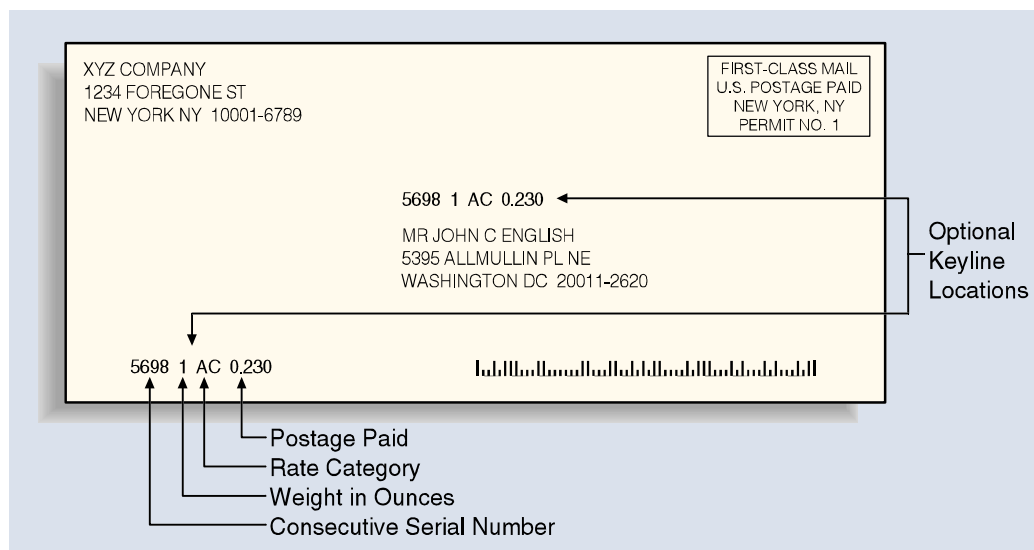 XYZ COMPANY
1234 FOREGONE ST
NEW YORK NY 10001-6789
FIRST-CLASS MAIL
U.S. POSTAGE PAID
NEW YORK, NY
PERMIT NO. 1
5698 1 AC 0.230
MR JOHN C ENGLISH
5395 ALLMULLIN PL NE
WASHINGTON DC 20011-2620
Optional
Keyline
Locations
5698 1 AC 0.230
Postage Paid
Rate Category
Weight in Ounces
Consecutive Serial Number